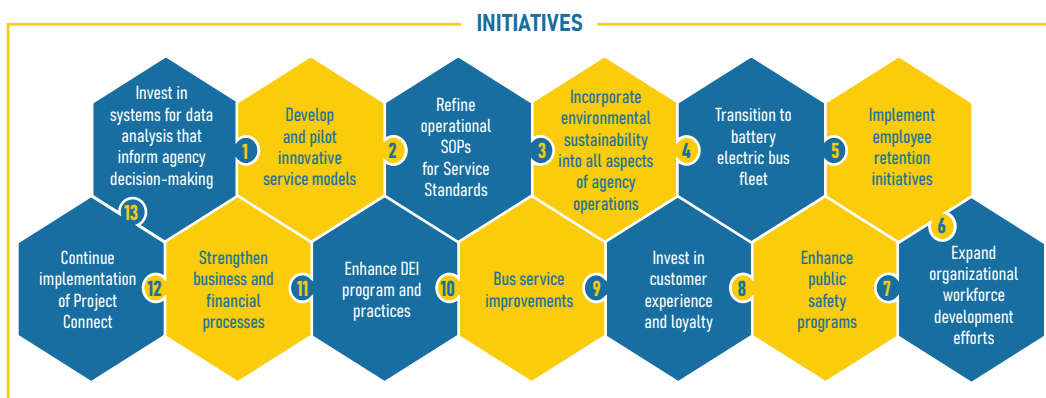 INITIATIVES
Invest in
systems for data
analysis that
inform agency
decision-making
1
Develop
and pilot
innovative
service models
2
Refine
operational
SOPs
for Service
Standards
3
Incorporate
environmental
sustainability
into all aspects
of agency
operations
4
Transition to
battery
electric bus
fleet
5
Implement
employee
retention
initiatives
6
Expand
organizational
workforce
development
efforts
7
Enhance
public
safety
programs
8
Invest in
customer
experience
and loyalty
9
Bus service
improvements
10
Enhance DEI
program and
practices
11
Strengthen
business and
financial
processes
12
Continue
implementation
of Project
Connect
13